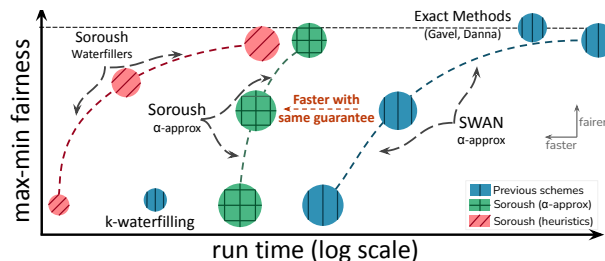 Exact Methods
(Gavel, Danna)
Soroush
Waterfillers
Soroush
α-approx
Faster with
same guarantee
SWAN
α-approx
fairer
faster
k-waterfilling
Previous schemes
Soroush (α-approx)
Soroush (heuristics)
max-min fairness
run time (log scale)